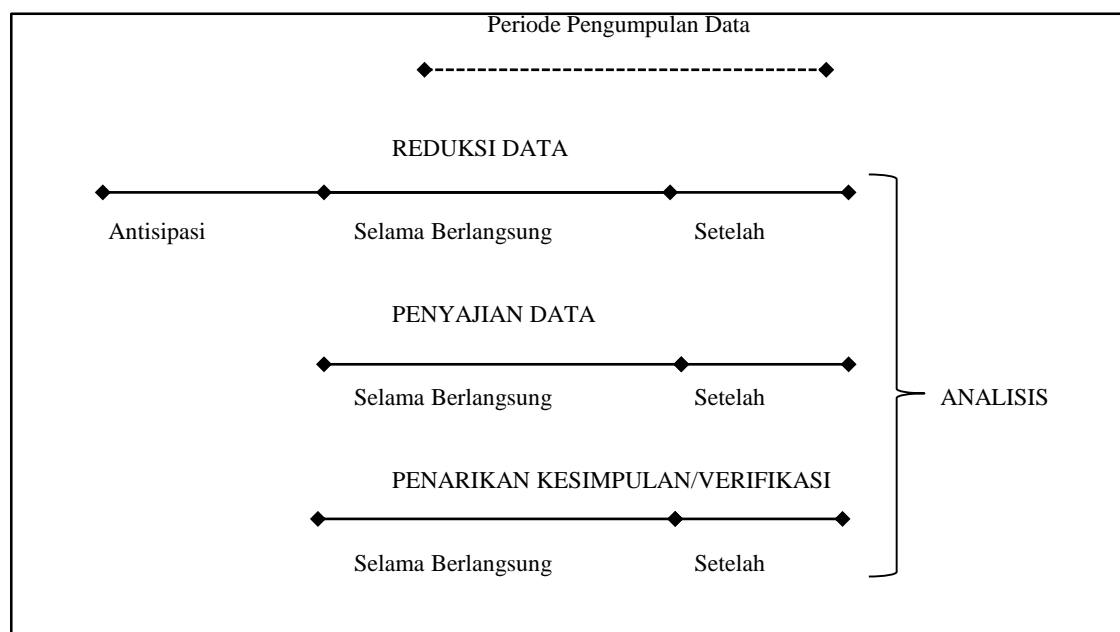 Periode Pengumpulan Data
REDUKSI DATA
Antisipasi Selama Berlangsung Setelah
PENYAJIAN DATA
Selama Berlangsung Setelah
ANALISIS
PENARIKAN KESIMPULAN/VERIFIKASI
Selama Berlangsung Setelah